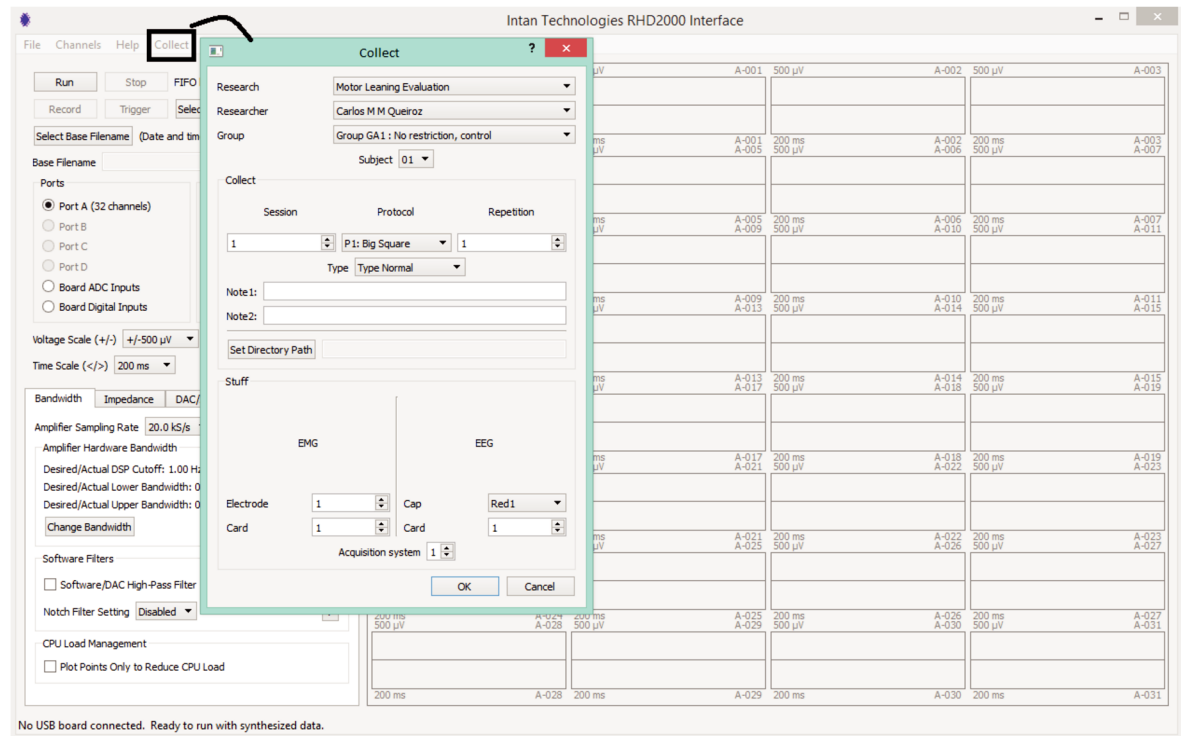 Intan Technologies RHD2000 Interface
File Channels Help Collect
Run Stop FIFO
Record Trigger Selec
Select Base Filename (Date and tim
Base Filename
Ports
Port A (32 channels)
Port B
Port C
Port D
Board ADC Inputs
Board Digital Inputs
Voltage Scale (+/-) +/-500 µV
Time Scale (</>) 200 ms
Bandwidth Impedance DAC/
Amplifier Sampling Rate 20.0 kS/s
Amplifier Hardware Bandwidth
Desired/Actual DSP Cutoff: 1.00 Hz
Desired/Actual Lower Bandwidth: 0
Desired/Actual Upper Bandwidth: 0
Change Bandwidth
Software Filters
Software/DAC High-Pass Filter
Notch Filter Setting Disabled
CPU Load Management
Plot Points Only to Reduce CPU Load
No USB board connected. Ready to run with synthesized data.
Collect ?
Research Motor Leaning Evaluation
Researcher Carlos M M Queiroz
Group Group GA1 : No restriction, control
Subject 01
Collect
Session Protocol Repetition
1 P1: Big Square 1
Type Type Normal
Note1:
Note2:
Set Directory Path
Stuff
EMG EEG
Electrode 1 Cap Red1
Card 1 Card 1
Acquisition system 1
OK Cancel
µV A-001 500 µV A-002 500 µV A-003
ms A-001 200 ms A-002 200 ms A-003
µV A-005 500 µV A-006 500 µV A-007
ms A-005 200 ms A-006 200 ms A-007
µV A-009 500 µV A-010 500 µV A-011
ms A-009 200 ms A-010 200 ms A-011
µV A-013 500 µV A-014 500 µV A-015
ms A-013 200 ms A-014 200 ms A-015
µV A-017 500 µV A-018 500 µV A-019
ms A-017 200 ms A-018 200 ms A-019
µV A-021 500 µV A-022 500 µV A-023
ms A-021 200 ms A-022 200 ms A-023
µV A-025 500 µV A-026 500 µV A-027
200 ms A-024 200 ms A-025 200 ms A-026 200 ms A-027
500 µV A-028 500 µV A-029 500 µV A-030 500 µV A-031
200 ms A-028 200 ms A-029 200 ms A-030 200 ms A-031